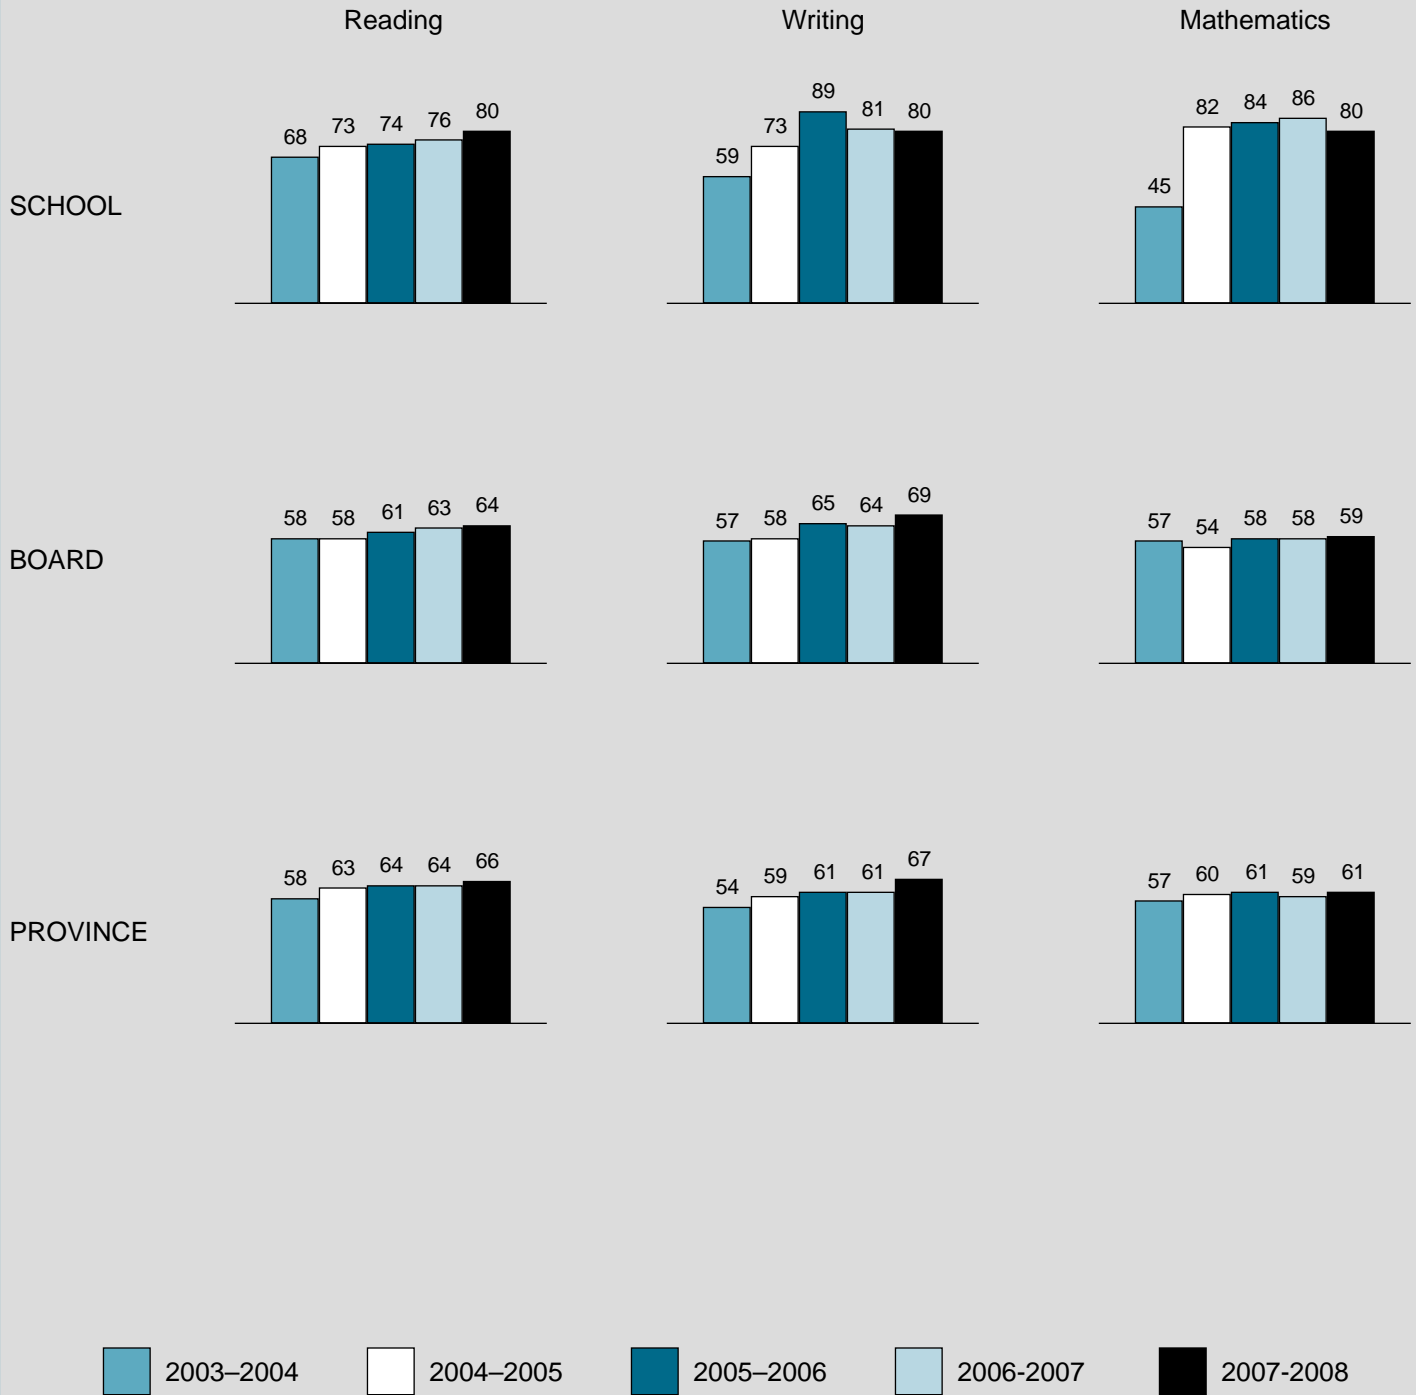 Reading Writing Mathematics
SCHOOL
68 73 74 76 80
59 73 89 81 80
45 82 84 86 80
BOARD
58 58 61 63 64
57 58 65 64 69
57 54 58 58 59
PROVINCE
58 63 64 64 66
54 59 61 61 67
57 60 61 59 61
2003–2004 2004–2005 2005–2006 2006-2007 2007-2008